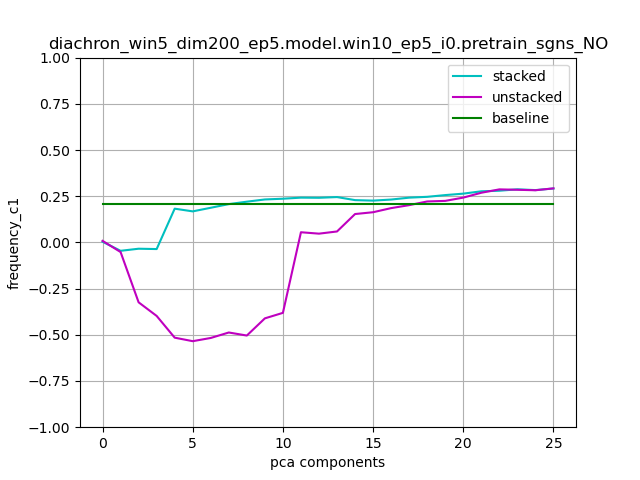 diachron_win5_dim200_ep5.model.win10_ep5_i0.pretrain_sgns_NO
stacked
unstacked
baseline
frequency_c1
1.00
0.75
0.50
0.25
0.00
−0.25
−0.50
−0.75
−1.00
0 5 10 15 20 25
pca components